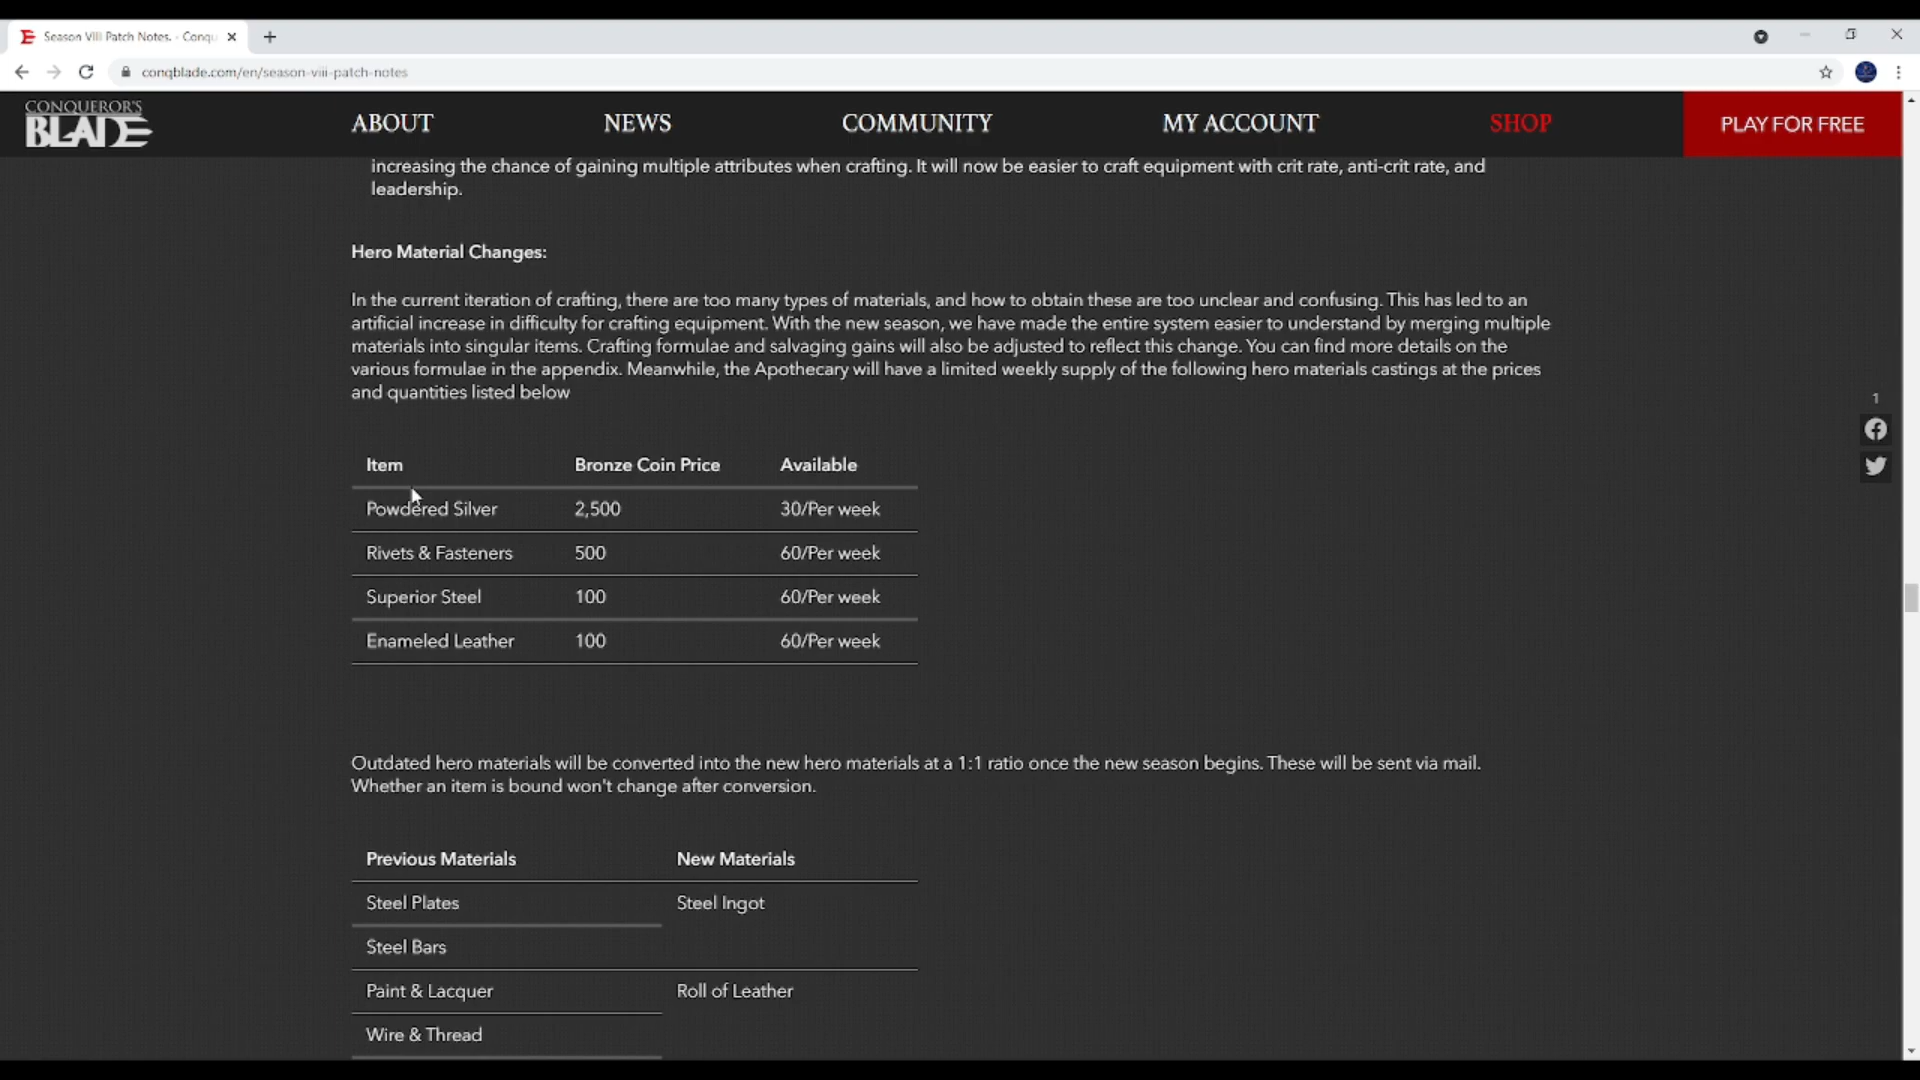 Season VIII Patch Notes. - Conqu
conqblade.com/en/season-viii-patch-notes
CONQUEROR'S
BLADE
ABOUT
NEWS
COMMUNITY
MY ACCOUNT
SHOP
PLAY FOR FREE
increasing the chance of gaining multiple attributes when crafting. It will now be easier to craft equipment with crit rate, anti-crit rate, and
leadership.
Hero Material Changes:
In the current iteration of crafting, there are too many types of materials, and how to obtain these are too unclear and confusing. This has led to an
artificial increase in difficulty for crafting equipment. With the new season, we have made the entire system easier to understand by merging multiple
materials into singular items. Crafting formulae and salvaging gains will also be adjusted to reflect this change. You can find more details on the
various formulae in the appendix. Meanwhile, the Apothecary will have a limited weekly supply of the following hero materials castings at the prices
and quantities listed below
1
Item Bronze Coin Price Available
Powdered Silver 2,500 30/Per week
Rivets & Fasteners 500 60/Per week
Superior Steel 100 60/Per week
Enameled Leather 100 60/Per week
Outdated hero materials will be converted into the new hero materials at a 1:1 ratio once the new season begins. These will be sent via mail.
Whether an item is bound won't change after conversion.
Previous Materials New Materials
Steel Plates Steel Ingot
Steel Bars
Paint & Lacquer Roll of Leather
Wire & Thread